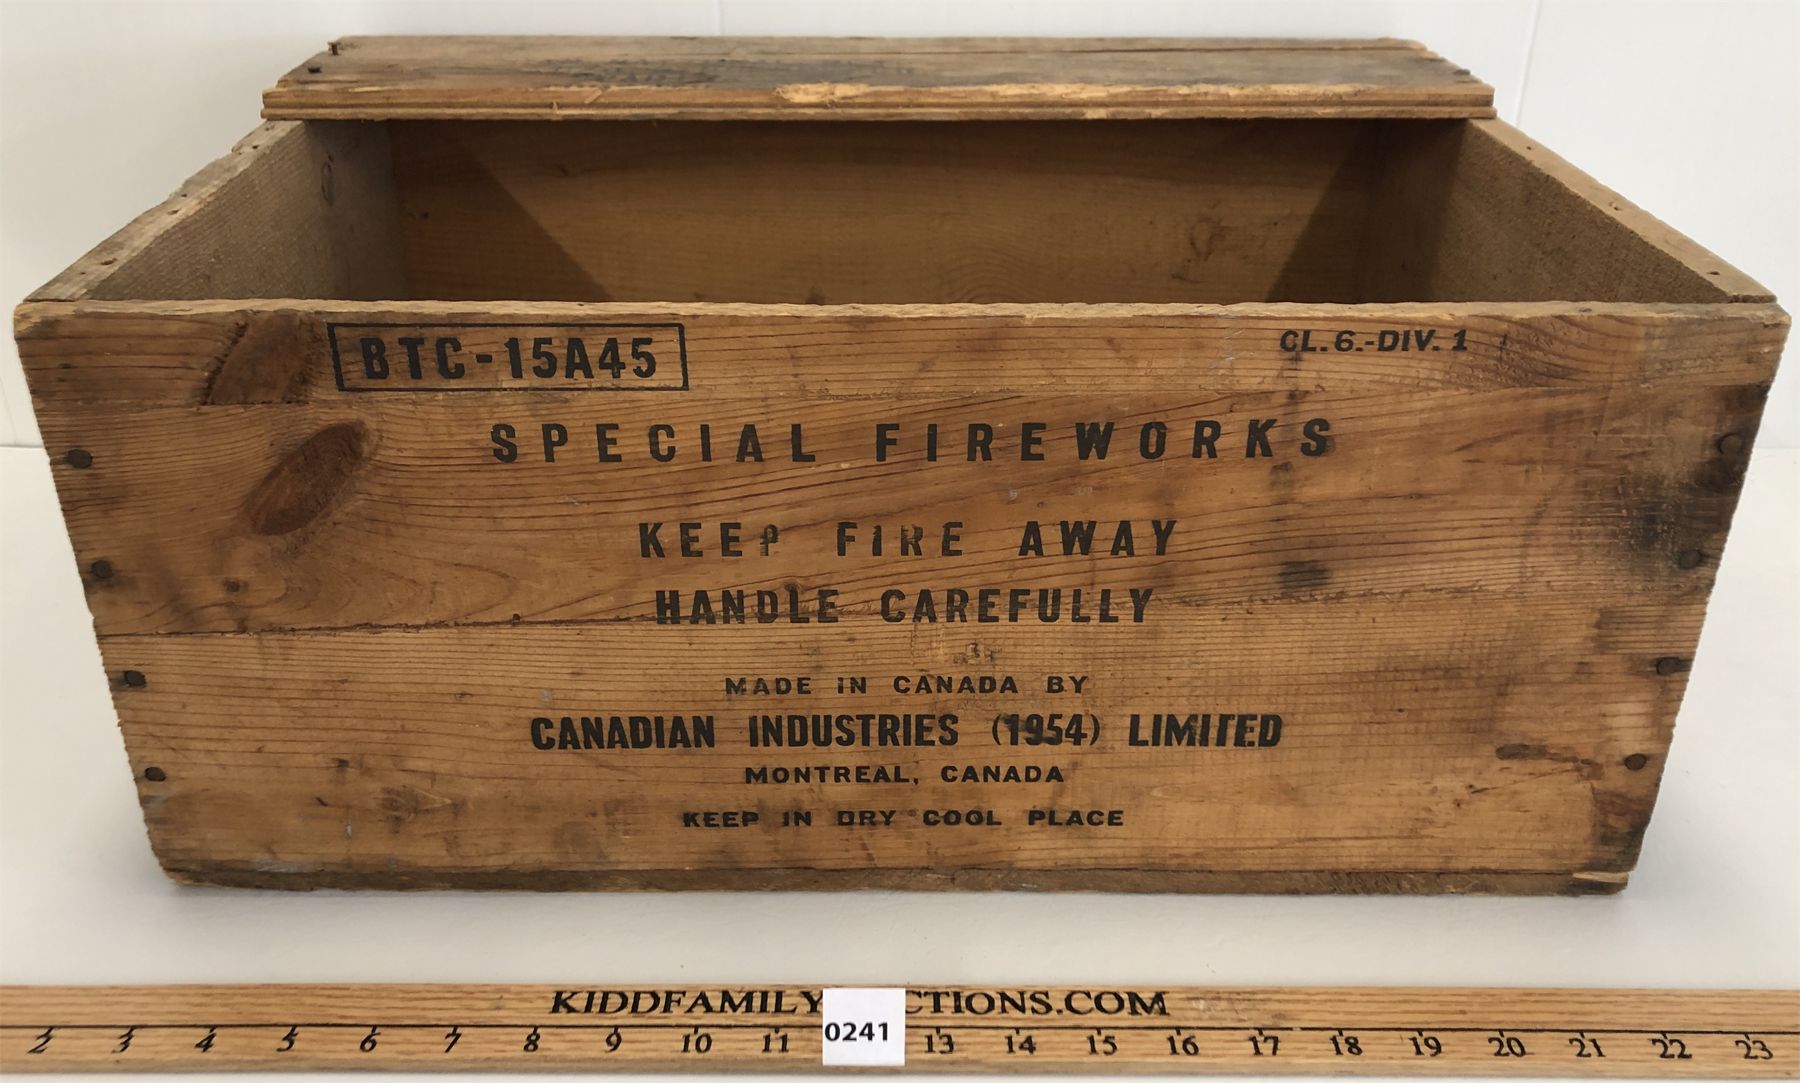 BTC-15A45
CL. 6.-DIV. 1
SPECIAL FIREWORKS
KEEP FIRE AWAY
HANDLE CAREFULLY
MADE IN CANADA BY
CANADIAN INDUSTRIES (1954) LIMITED
MONTREAL, CANADA
KEEP IN DRY COOL PLACE
KIDDFAMILY CTIONS.COM
0241
2 3 4 5 6 7 8 9 10 11 13 14 15 16 17 18 19 20 21 22 23